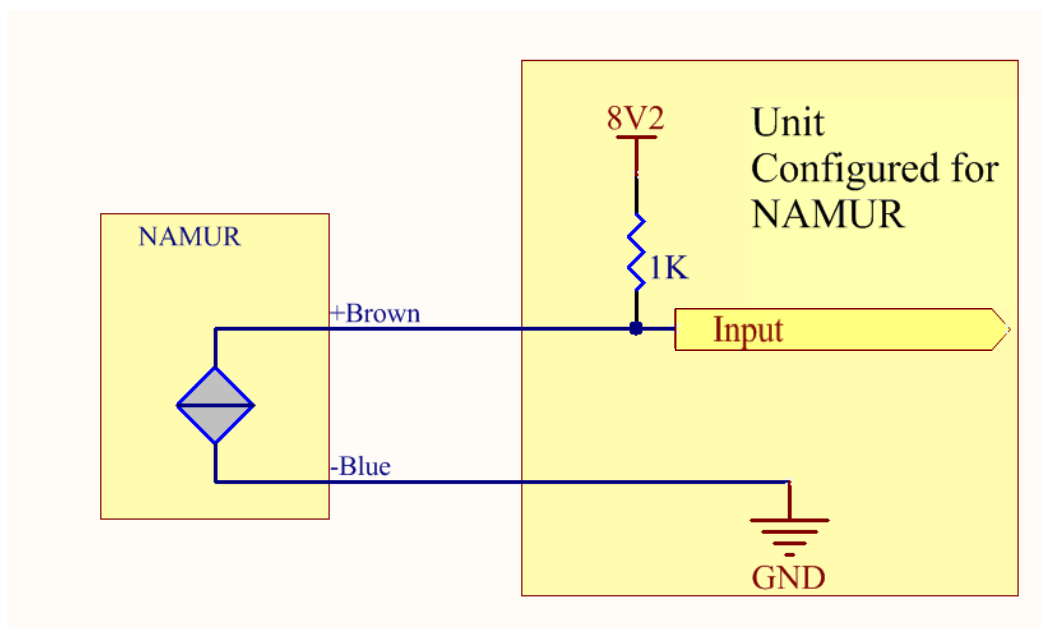 8V2
Unit
Configured for
NAMUR
NAMUR
1K
+Brown
Input
-Blue
GND